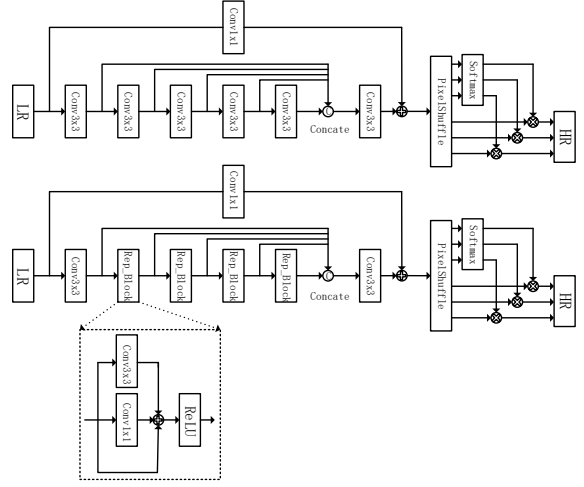 Conv1x1
LR
Conv3x3
Conv3x3
Conv3x3
Conv3x3
Conv3x3
C
Concate
Conv3x3
PixelShuffle
Softmax
HR
Conv1x1
LR
Conv3x3
Rep_Block
Rep_Block
Rep_Block
Rep_Block
C
Concate
Conv3x3
PixelShuffle
Softmax
HR
Conv3x3
Conv1x1
ReLU